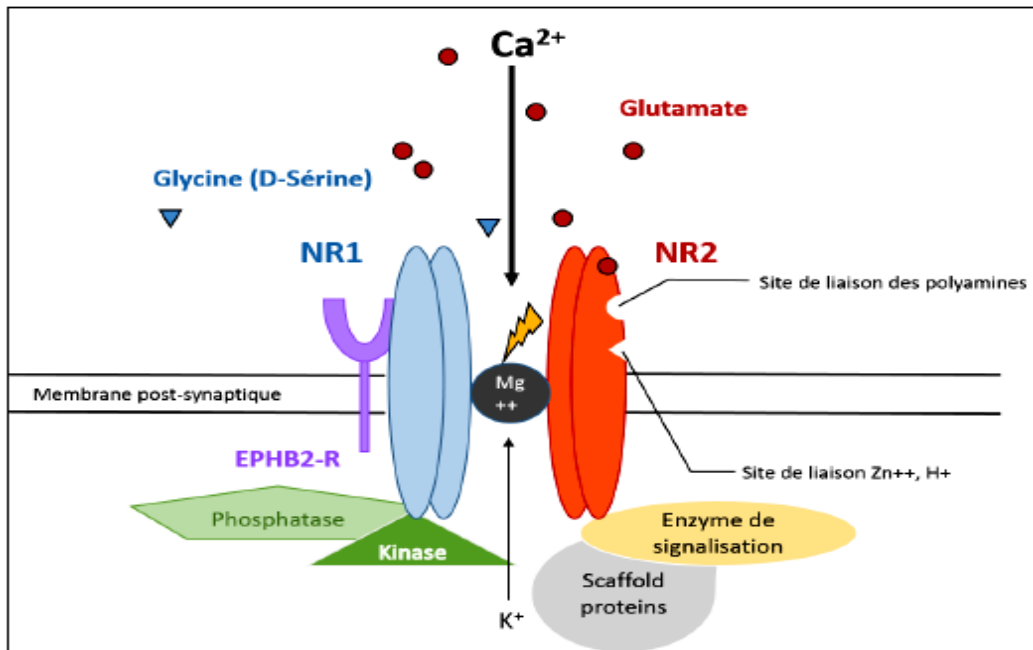 Ca²⁺
Glutamate
Glycine (D-Sérine)
NR1
NR2
Site de liaison des polyamines
Mg
++
Membrane post-synaptique
EPHB2-R
Site de liaison Zn++, H+
Phosphatase
Enzyme de
signalisation
Kinase
Scaffold
proteins
K⁺